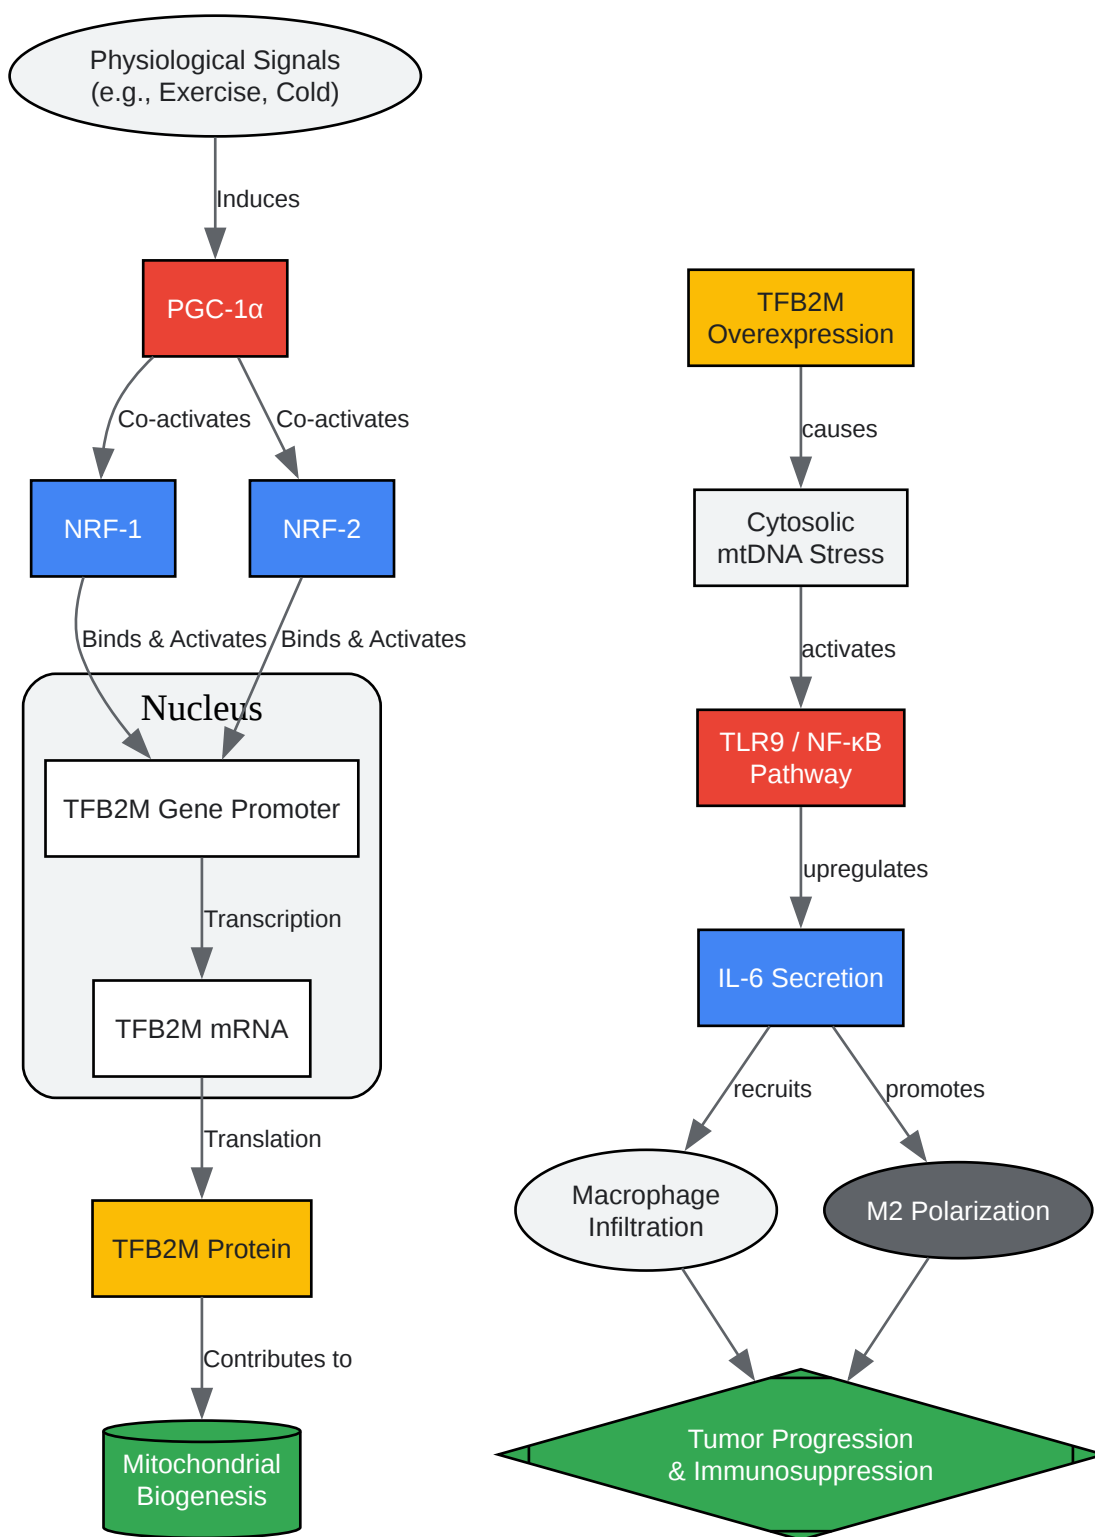 Physiological Signals
(e.g., Exercise, Cold)
Induces
PGC-1α
Co-activates
Co-activates
NRF-1
NRF-2
Binds & Activates
Binds & Activates
Nucleus
TFB2M Gene Promoter
Transcription
TFB2M mRNA
Translation
TFB2M Protein
Contributes to
Mitochondrial
Biogenesis
TFB2M
Overexpression
causes
Cytosolic
mtDNA Stress
activates
TLR9 / NF-κB
Pathway
upregulates
IL-6 Secretion
recruits
promotes
Macrophage
Infiltration
M2 Polarization
Tumor Progression
& Immunosuppression